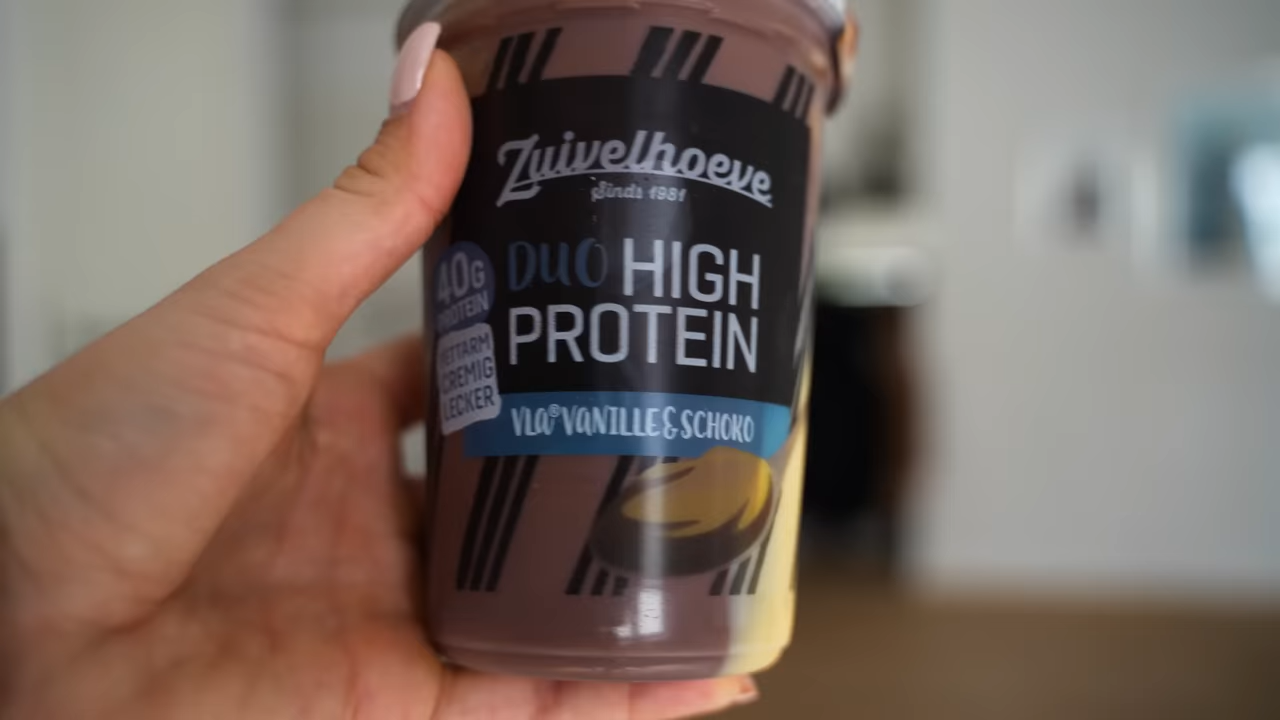 Zuivelhoeve
Sinds 1981
DUO HIGH
PROTEIN
40G
PROTEIN
FETTARM
CREMIG
LECKER
VLA® VANILLE & SCHOKO